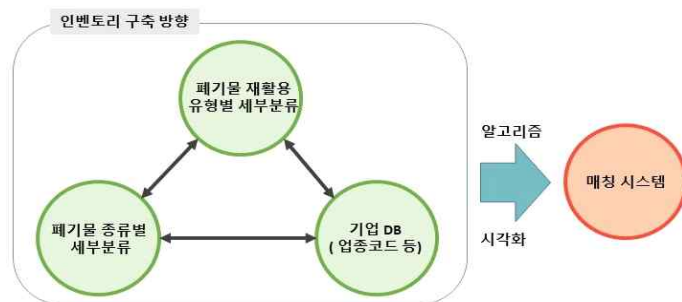 인벤토리 구축 방향
폐기물 재활용
유형별 세부분류
폐기물 종류별
세부분류
기업 DB
( 업종코드 등)
알고리즘
시각화
매칭 시스템